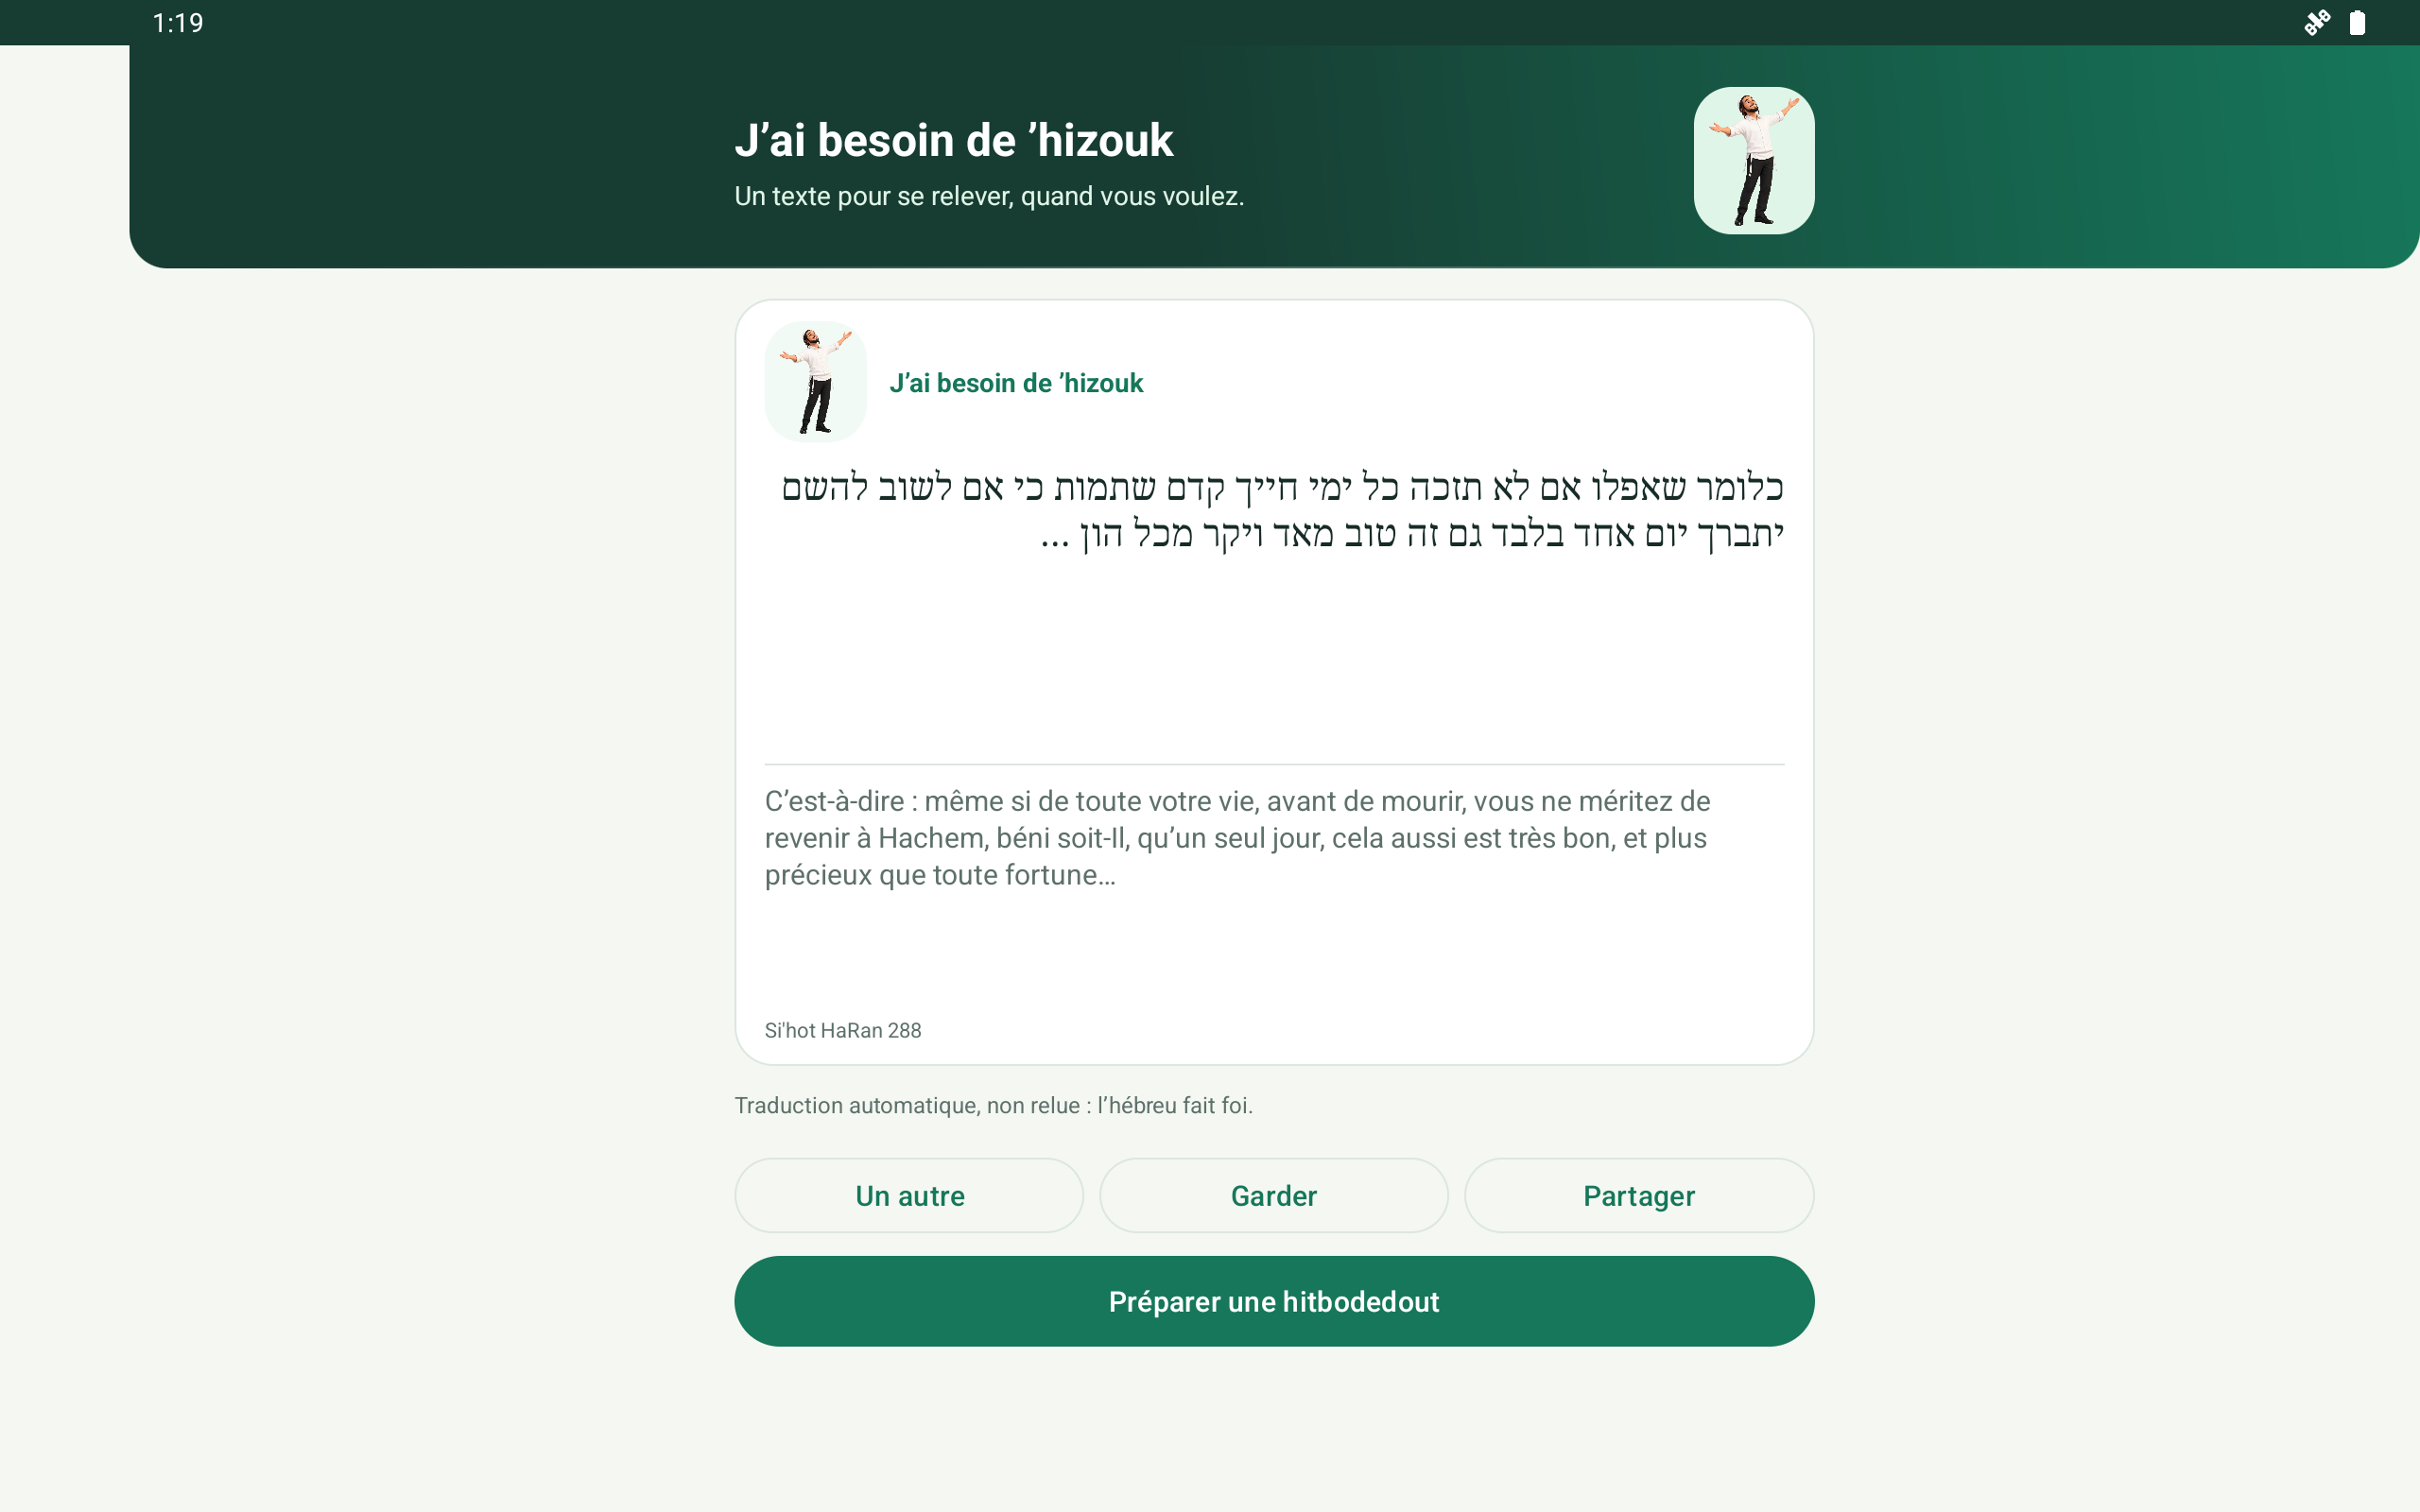 1:19
J’ai besoin de ’hizouk
Un texte pour se relever, quand vous voulez.
J’ai besoin de ’hizouk
כלומר שאפלו אם לא תזכה כל ימי חייך קדם שתמות כי אם לשוב להשם
יתברך יום אחד בלבד גם זה טוב מאד ויקר מכל הון ...
C’est-à-dire : même si de toute votre vie, avant de mourir, vous ne méritez de
revenir à Hachem, béni soit-Il, qu’un seul jour, cela aussi est très bon, et plus
précieux que toute fortune…
Si'hot HaRan 288
Traduction automatique, non relue : l’hébreu fait foi.
Un autre
Garder
Partager
Préparer une hitbodedout